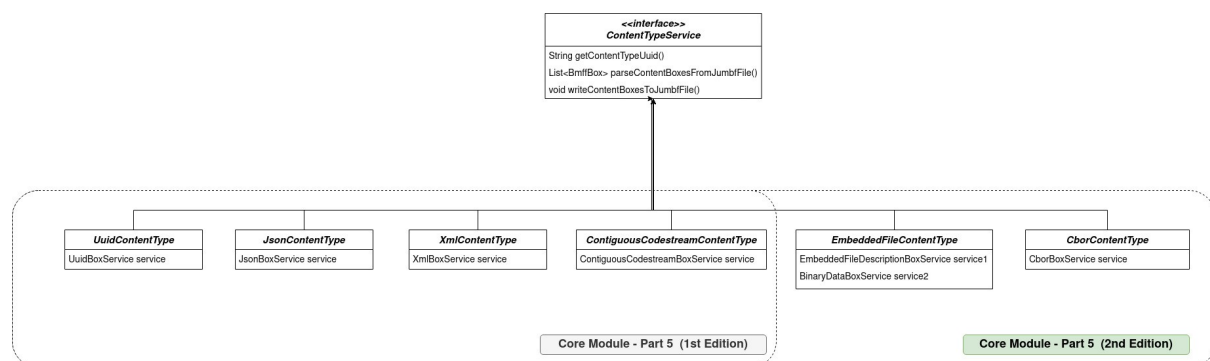 <<interface>>
ContentTypeService
String getContentTypeUuid()
List<BmffBox> parseContentBoxesFromJumbfFile()
void writeContentBoxesToJumbfFile()
UuidContentType
UuidBoxService service
JsonContentType
JsonBoxService service
XmlContentType
XmlBoxService service
ContiguousCodestreamContentType
ContiguousCodestreamBoxService service
EmbeddedFileContentType
EmbeddedFileDescriptionBoxService service1
BinaryDataBoxService service2
CborContentType
CborBoxService service
Core Module - Part 5 (1st Edition)
Core Module - Part 5 (2nd Edition)